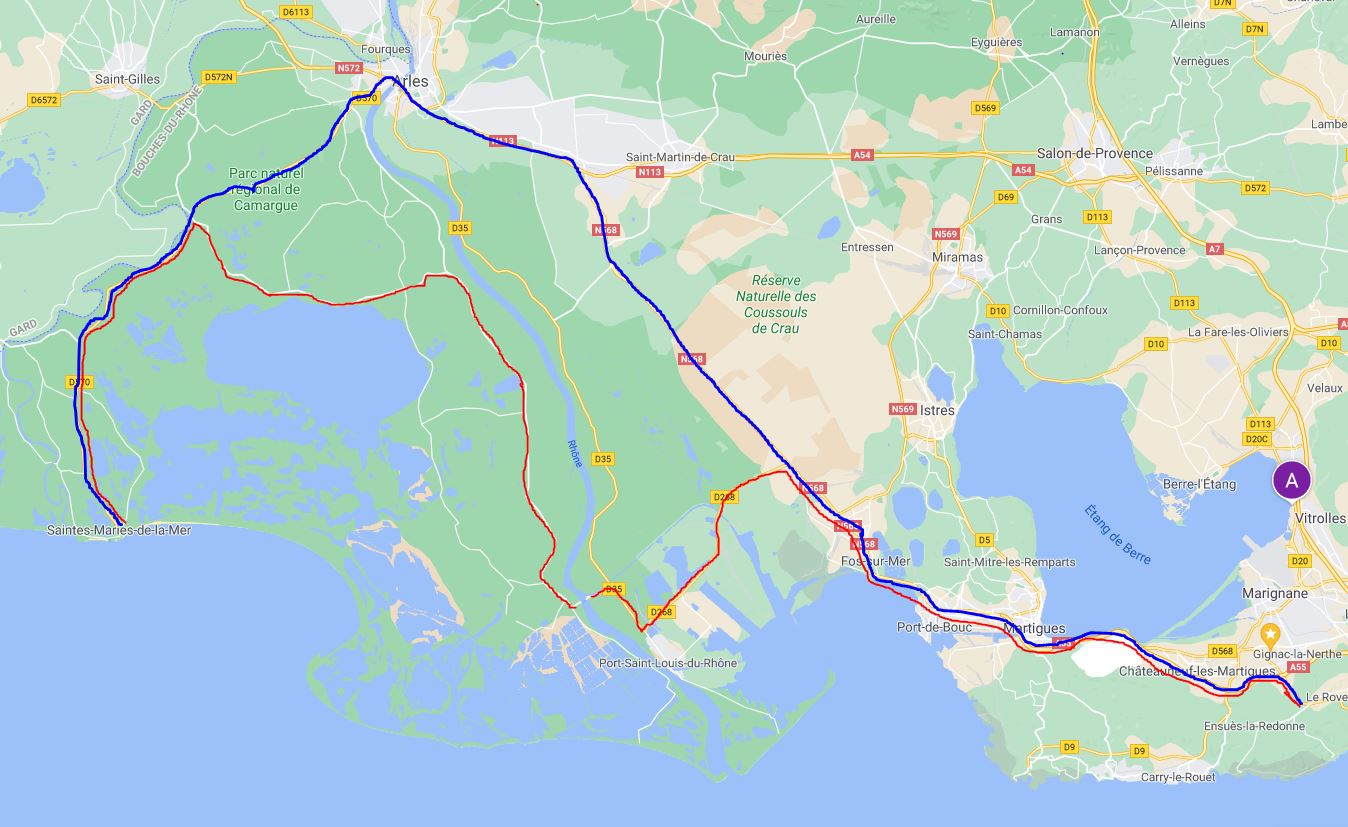 D6113
Aureille
D7N
Alleins
D7N
Lamanon
Eyguières
Fourques
Mouriès
Vernègues
N572
Saint-Gilles
D572N
Arles
D6572
D570
D569
GARD
BOUCHES-DU-RHÔNE
Salon-de-Provence
Saint-Martin-de-Crau
A54
N113
A54
Pélissanne
Parc naturel
régional de
Camargue
D572
D69
Grans
D113
D35
N568
N569
Entressen
Lançon-Provence
A7
Miramas
Réserve
Naturelle des
Coussouls
de Crau
D113
D10
Cornillon-Confoux
GARD
Saint-Chamas
La Fare-les-Oliviers
D10
D10
N568
D570
Velaux
N569
Istres
D113
D20C
Rhône
D35
A
Berre-l'Étang
N568
D268
Vitrolles
Étang de Berre
Saintes-Maries-de-la-Mer
D5
N568
Fos-sur-Mer
Saint-Mitre-les-Remparts
D20
D35
Marignane
D268
Port-de-Bouc
Martigues
D568
Gignac-la-Nerthe
Port-Saint-Louis-du-Rhône
Châteauneuf-les-Martigues
A55
Le Rove
Ensuès-la-Redonne
D9
D9
Carry-le-Rouet